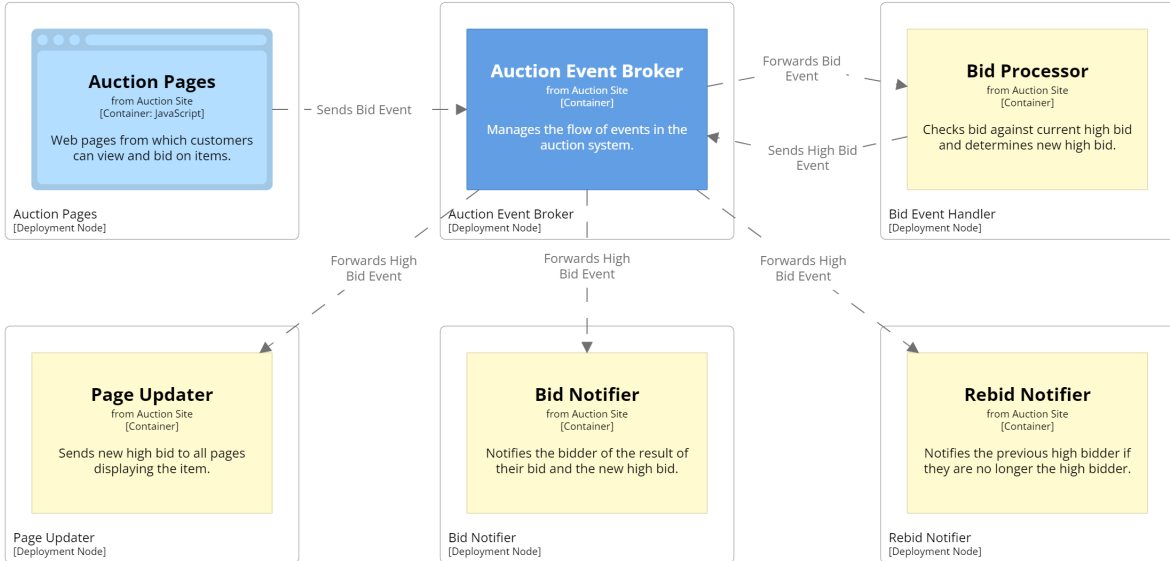 Auction Pages
from Auction Site
[Container: JavaScript]
Web pages from which customers
can view and bid on items.
Auction Pages
[Deployment Node]
Sends Bid Event
Auction Event Broker
from Auction Site
[Container]
Manages the flow of events in the
auction system.
Auction Event Broker
[Deployment Node]
Forwards Bid
Event
Sends High Bid
Event
Bid Processor
from Auction Site
[Container]
Checks bid against current high bid
and determines new high bid.
Bid Event Handler
[Deployment Node]
Forwards High
Bid Event
Forwards High
Bid Event
Forwards High
Bid Event
Page Updater
from Auction Site
[Container]
Sends new high bid to all pages
displaying the item.
Page Updater
[Deployment Node]
Bid Notifier
from Auction Site
[Container]
Notifies the bidder of the result of
their bid and the new high bid.
Bid Notifier
[Deployment Node]
Rebid Notifier
from Auction Site
[Container]
Notifies the previous high bidder if
they are no longer the high bidder.
Rebid Notifier
[Deployment Node]